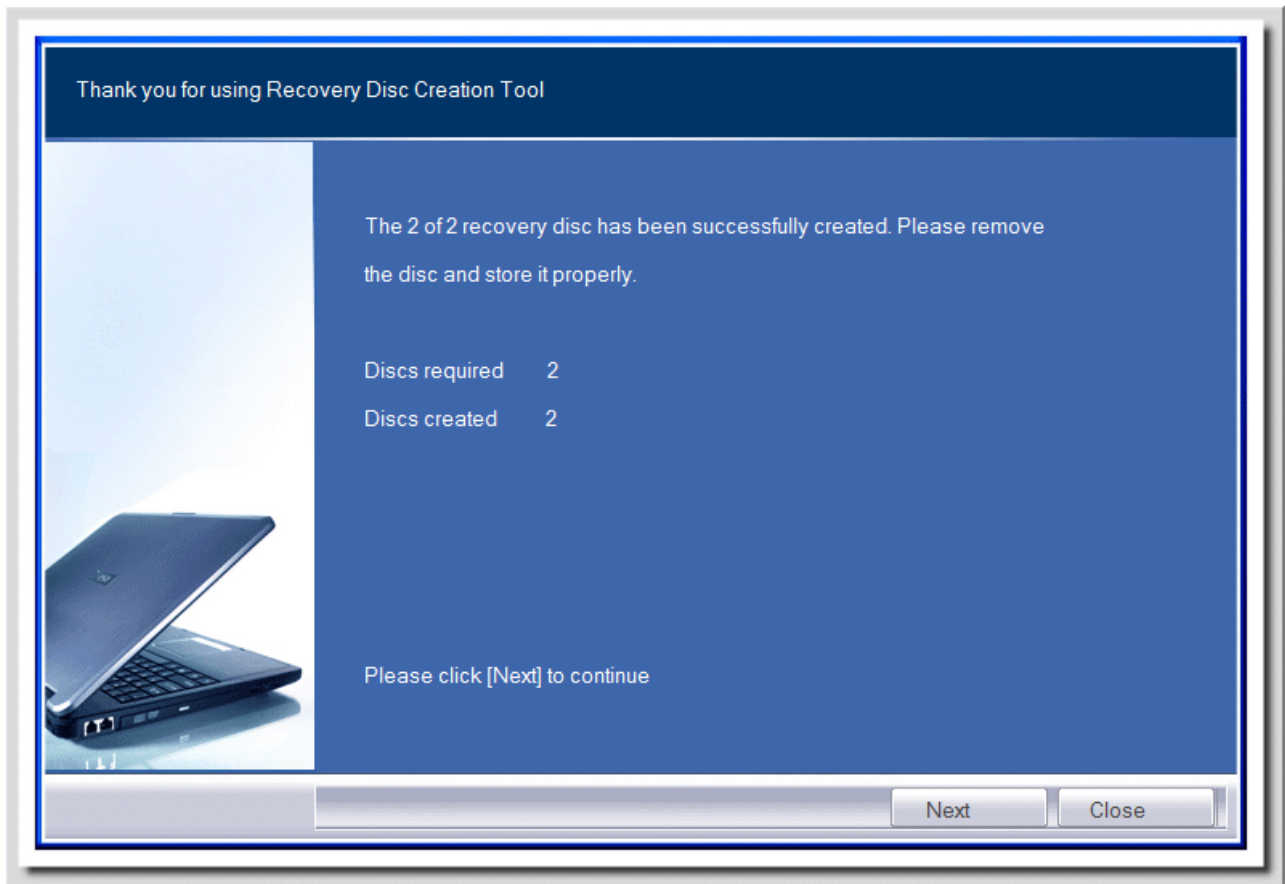 Thank you for using Recovery Disc Creation Tool
The 2 of 2 recovery disc has been successfully created. Please remove
the disc and store it properly.
Discs required 2
Discs created 2
Please click [Next] to continue
Next Close